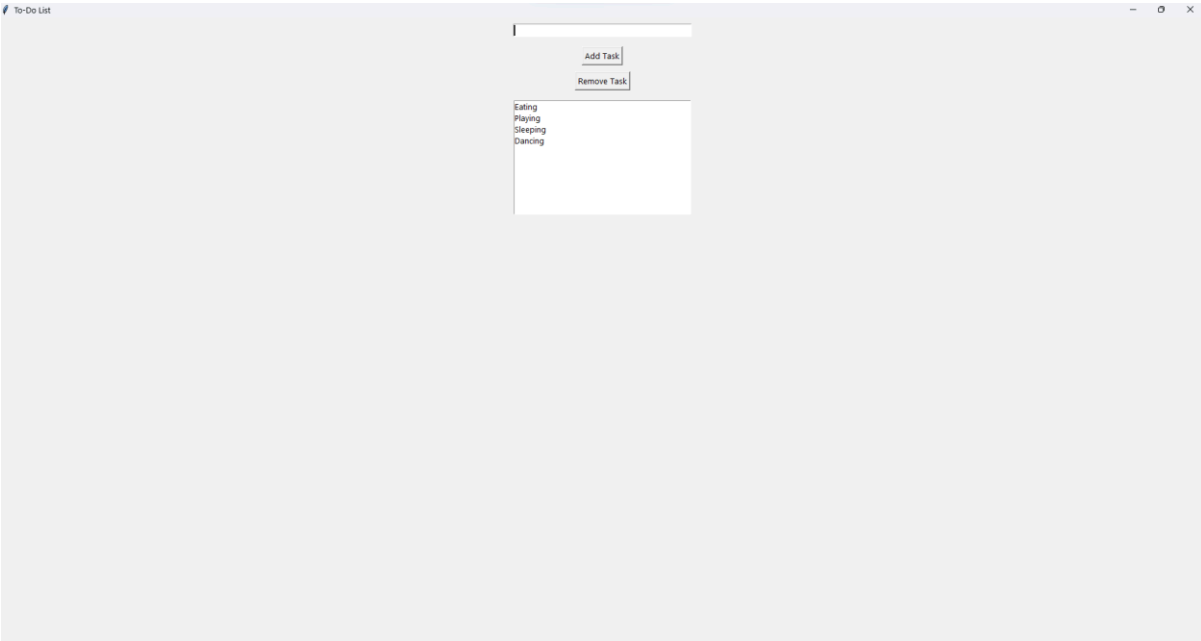 To-Do List
Add Task
Remove Task
Eating
Playing
Sleeping
Dancing